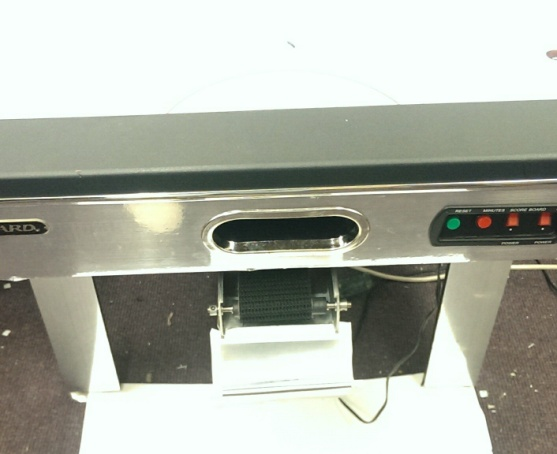 ARD.
RESET MINUTES SCORE BOARD
POWER POWER